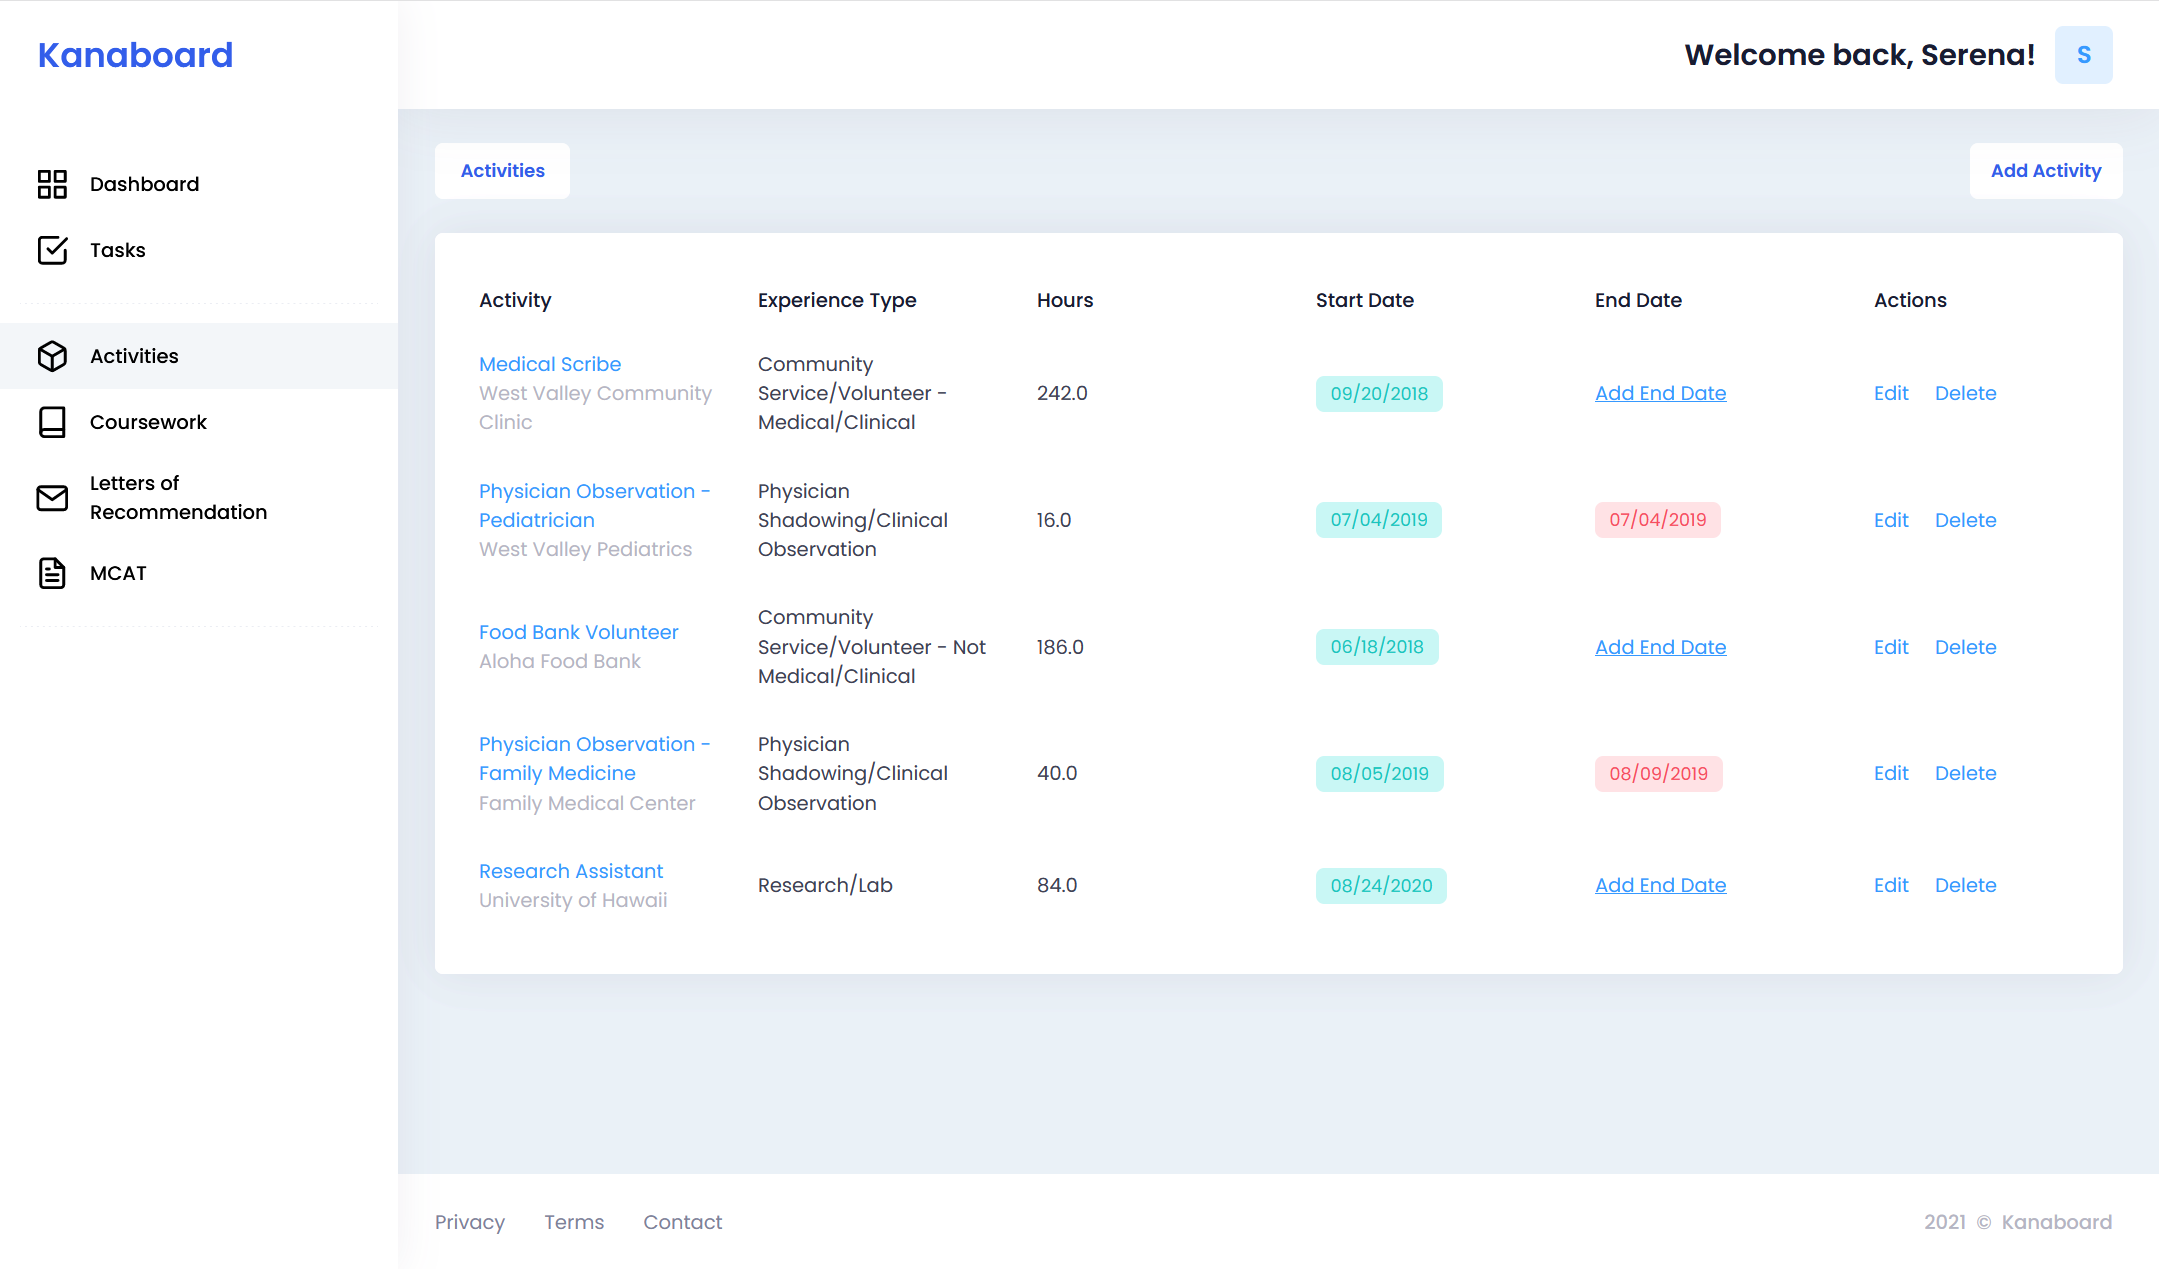 Kanaboard
Welcome back, Serena!
S
Dashboard
Tasks
Activities
Coursework
Letters of
Recommendation
MCAT
Activities
Add Activity
Activity
Experience Type
Hours
Start Date
End Date
Actions
Medical Scribe
West Valley Community
Clinic
Community
Service/Volunteer -
Medical/Clinical
242.0
09/20/2018
Add End Date
Edit
Delete
Physician Observation -
Pediatrician
West Valley Pediatrics
Physician
Shadowing/Clinical
Observation
16.0
07/04/2019
07/04/2019
Edit
Delete
Food Bank Volunteer
Aloha Food Bank
Community
Service/Volunteer - Not
Medical/Clinical
186.0
06/18/2018
Add End Date
Edit
Delete
Physician Observation -
Family Medicine
Family Medical Center
Physician
Shadowing/Clinical
Observation
40.0
08/05/2019
08/09/2019
Edit
Delete
Research Assistant
University of Hawaii
Research/Lab
84.0
08/24/2020
Add End Date
Edit
Delete
Privacy
Terms
Contact
2021 © Kanaboard